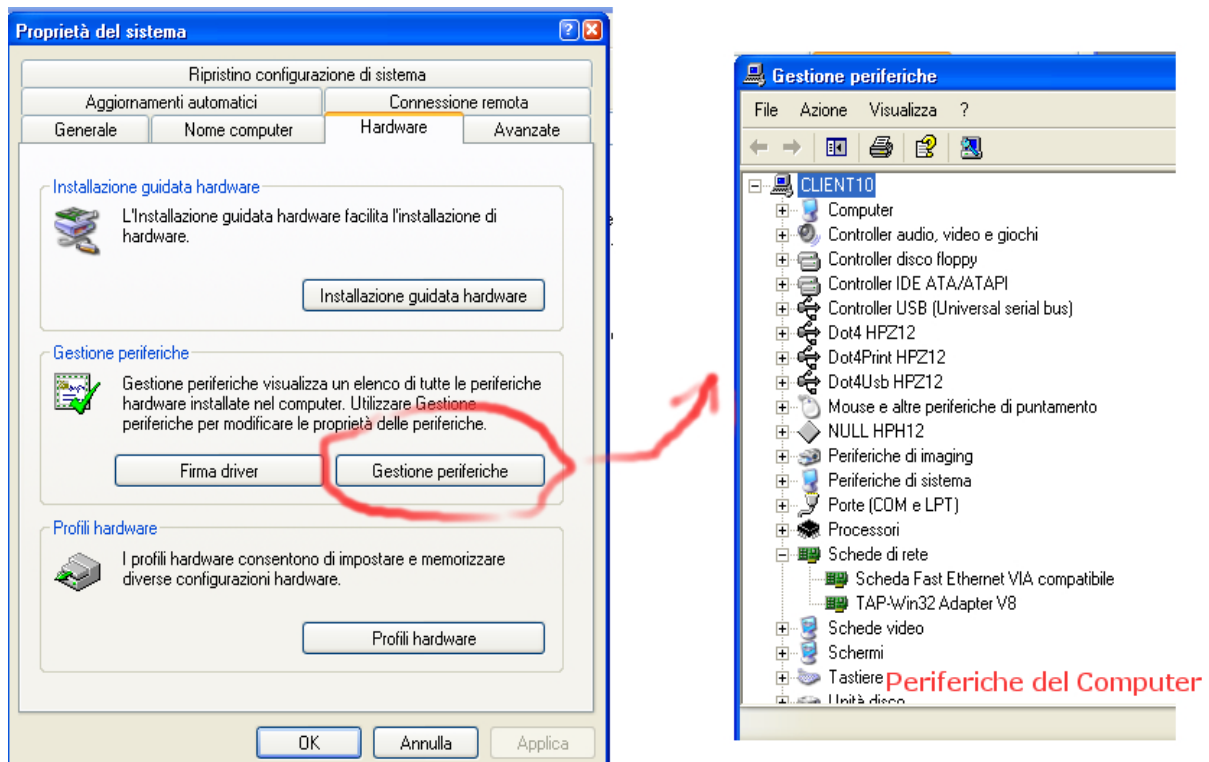 Proprietà del sistema
Ripristino configurazione di sistema
Aggiornamenti automatici
Connessione remota
Generale
Nome computer
Hardware
Avanzate
Installazione guidata hardware
L'Installazione guidata hardware facilita l'installazione di
hardware.
Installazione guidata hardware
Gestione periferiche
Gestione periferiche visualizza un elenco di tutte le periferiche
hardware installate nel computer. Utilizzare Gestione
periferiche per modificare le proprietà delle periferiche.
Firma driver
Gestione periferiche
Profili hardware
I profili hardware consentono di impostare e memorizzare
diverse configurazioni hardware.
Profili hardware
OK
Annulla
Applica
Gestione periferiche
File Azione Visualizza ?
CLIENT10
Computer
Controller audio, video e giochi
Controller disco floppy
Controller IDE ATA/ATAPI
Controller USB (Universal serial bus)
Dot4 HPZ12
Dot4Print HPZ12
Dot4Usb HPZ12
Mouse e altre periferiche di puntamento
NULL HPH12
Periferiche di imaging
Periferiche di sistema
Porte (COM e LPT)
Processori
Schede di rete
Scheda Fast Ethernet VIA compatibile
TAP-Win32 Adapter V8
Schede video
Schermi
Tastiere
Periferiche del Computer
Unità disco